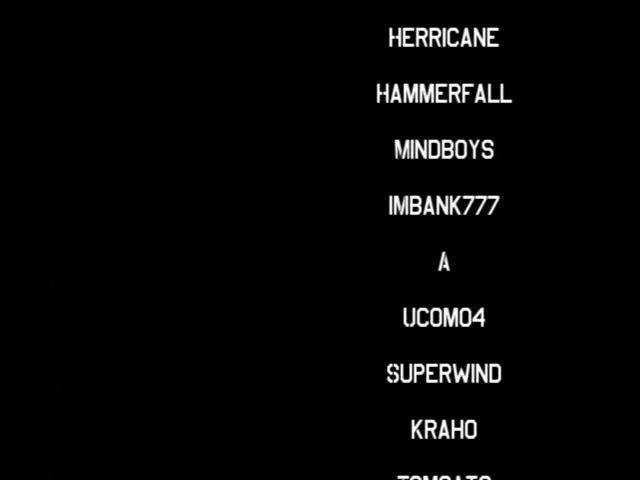 HERRICANE
HAMMERFALL
MINDBOYS
IMBANK777
A
UCOMO4
SUPERWIND
KRAHO